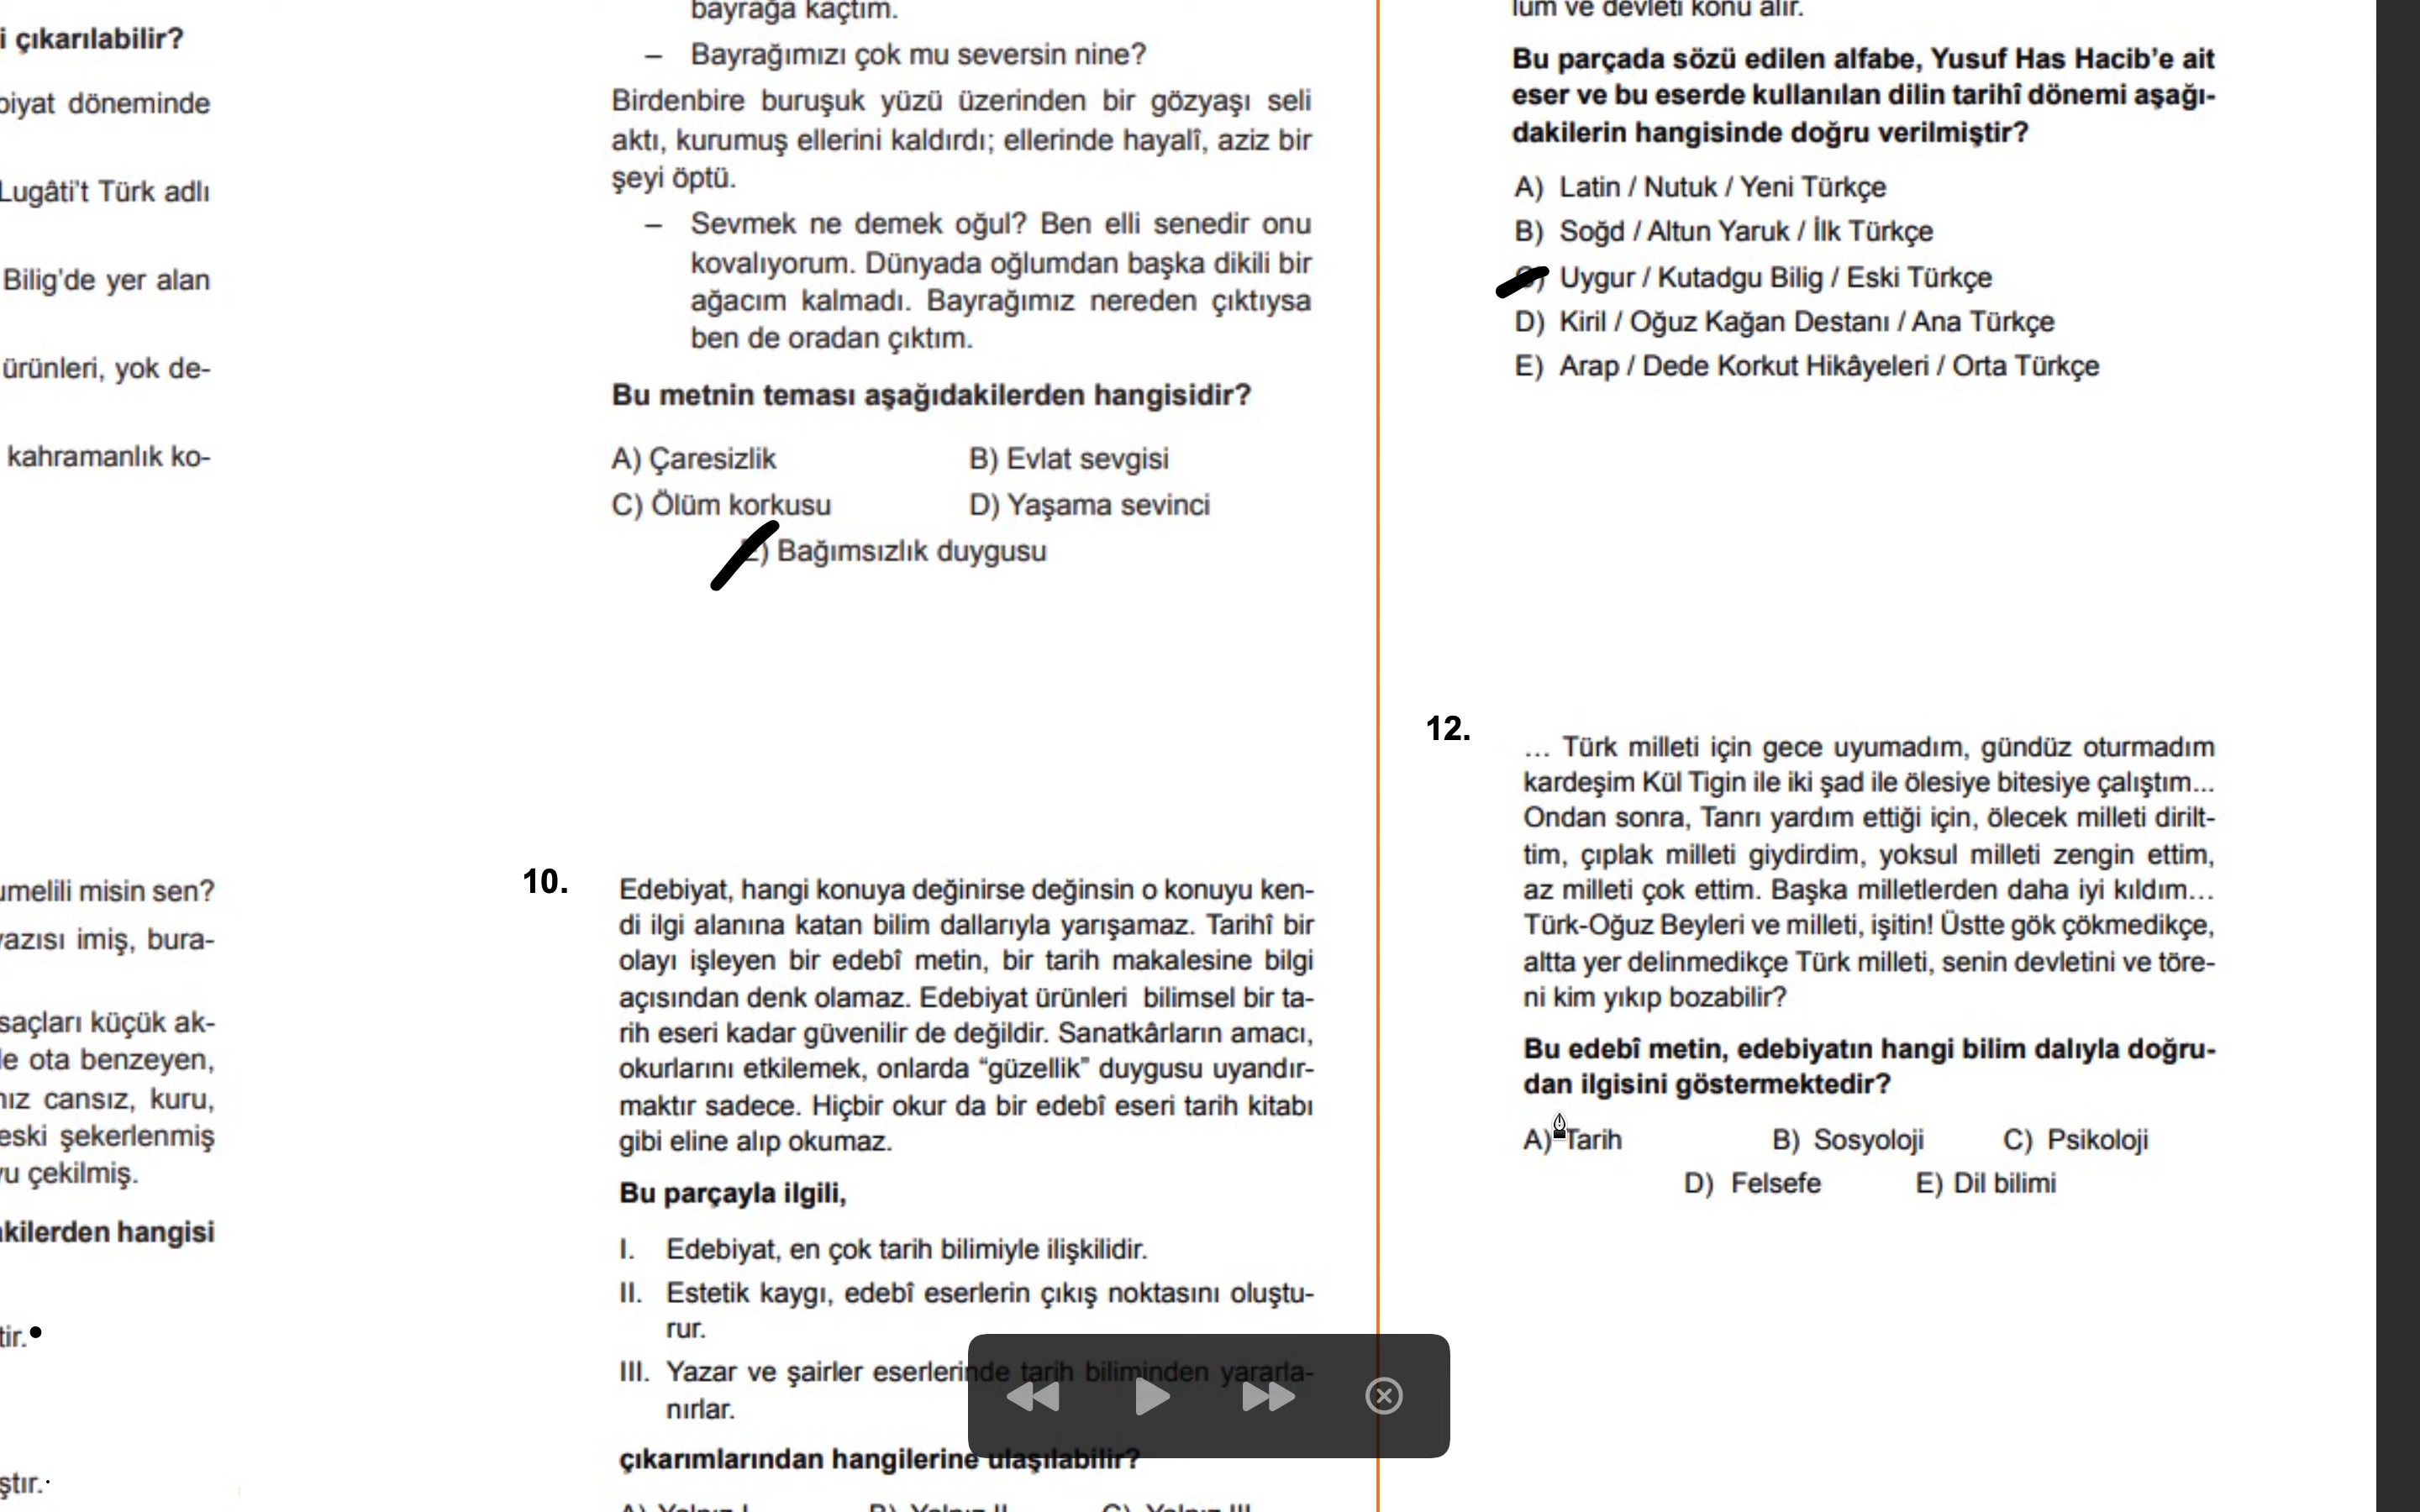 i çıkarılabilir?
biyat döneminde
Lugâti't Türk adlı
Bilig'de yer alan
ürünleri, yok de-
kahramanlık ko-
umelili misin sen?
yazısı imiş, bura-
saçları küçük ak-
le ota benzeyen,
nız cansız, kuru,
eski şekerlenmiş
yu çekilmiş.
akilerden hangisi
tir.
ştır.
bayrağa kaçtım.
– Bayrağımızı çok mu seversin nine?
Birdenbire buruşuk yüzü üzerinden bir gözyaşı seli
aktı, kurumuş ellerini kaldırdı; ellerinde hayalî, aziz bir
şeyi öptü.
– Sevmek ne demek oğul? Ben elli senedir onu
kovalıyorum. Dünyada oğlumdan başka dikili bir
ağacım kalmadı. Bayrağımız nereden çıktıysa
ben de oradan çıktım.
Bu metnin teması aşağıdakilerden hangisidir?
A) Çaresizlik B) Evlat sevgisi
C) Ölüm korkusu D) Yaşama sevinci
E) Bağımsızlık duygusu
10. Edebiyat, hangi konuya değinirse değinsin o konuyu ken-
di ilgi alanına katan bilim dallarıyla yarışamaz. Tarihî bir
olayı işleyen bir edebî metin, bir tarih makalesine bilgi
açısından denk olamaz. Edebiyat ürünleri bilimsel bir ta-
rih eseri kadar güvenilir de değildir. Sanatkârların amacı,
okurlarını etkilemek, onlarda “güzellik” duygusu uyandır-
maktır sadece. Hiçbir okur da bir edebî eseri tarih kitabı
gibi eline alıp okumaz.
Bu parçayla ilgili,
I. Edebiyat, en çok tarih bilimiyle ilişkilidir.
II. Estetik kaygı, edebî eserlerin çıkış noktasını oluştu-
rur.
III. Yazar ve şairler eserlerinde tarih biliminden yararla-
nırlar.
çıkarımlarından hangilerine ulaşılabilir?
A) Yalnız I B) Yalnız II C) Yalnız III
lum ve devleti konu alır.
Bu parçada sözü edilen alfabe, Yusuf Has Hacib'e ait
eser ve bu eserde kullanılan dilin tarihî dönemi aşağı-
dakilerin hangisinde doğru verilmiştir?
A) Latin / Nutuk / Yeni Türkçe
B) Soğd / Altun Yaruk / İlk Türkçe
C) Uygur / Kutadgu Bilig / Eski Türkçe
D) Kiril / Oğuz Kağan Destanı / Ana Türkçe
E) Arap / Dede Korkut Hikâyeleri / Orta Türkçe
12.
... Türk milleti için gece uyumadım, gündüz oturmadım
kardeşim Kül Tigin ile iki şad ile ölesiye bitesiye çalıştım...
Ondan sonra, Tanrı yardım ettiği için, ölecek milleti dirilt-
tim, çıplak milleti giydirdim, yoksul milleti zengin ettim,
az milleti çok ettim. Başka milletlerden daha iyi kıldım...
Türk-Oğuz Beyleri ve milleti, işitin! Üstte gök çökmedikçe,
altta yer delinmedikçe Türk milleti, senin devletini ve töre-
ni kim yıkıp bozabilir?
Bu edebî metin, edebiyatın hangi bilim dalıyla doğru-
dan ilgisini göstermektedir?
A) Tarih B) Sosyoloji C) Psikoloji
D) Felsefe E) Dil bilimi